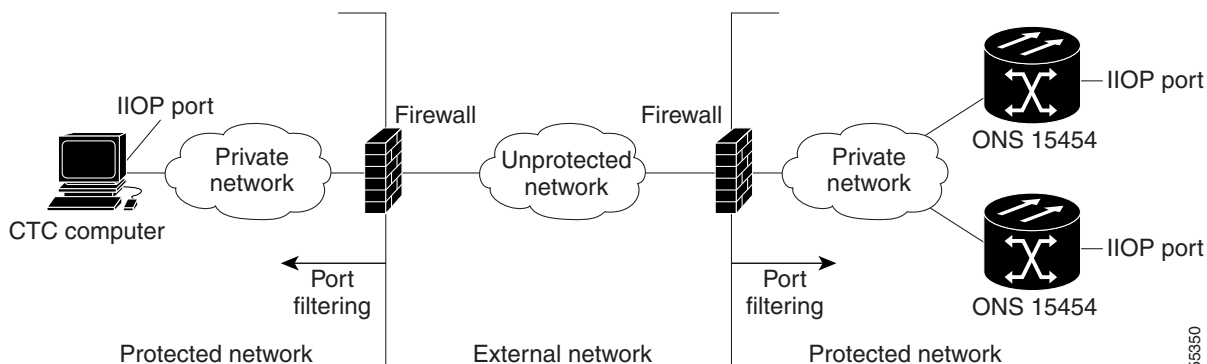 IIOP port
Firewall
Firewall
IIOP port
Private
network
Unprotected
network
Private
network
ONS 15454
CTC computer
Port
filtering
Port
filtering
IIOP port
ONS 15454
Protected network
External network
Protected network